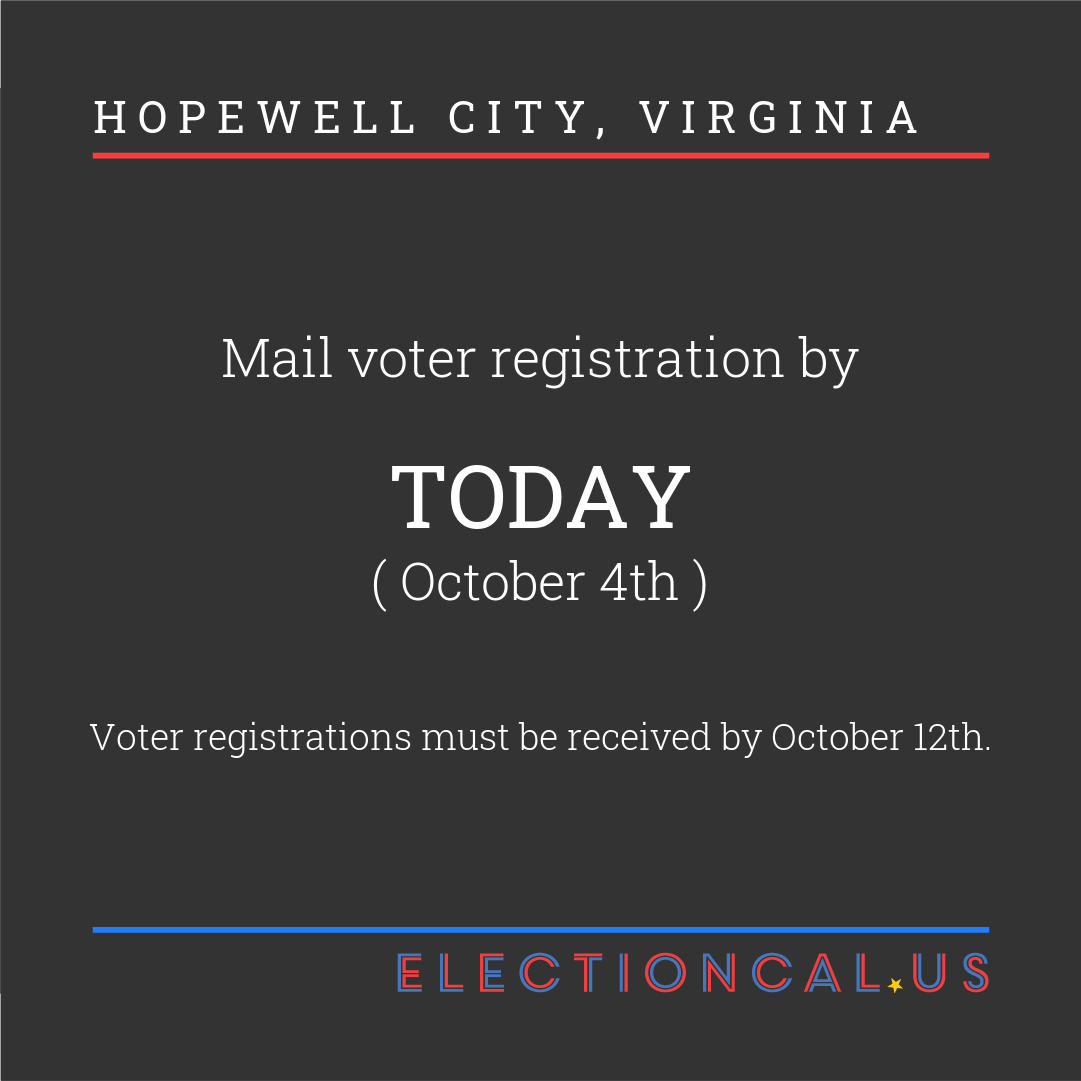 HOPEWELL CITY, VIRGINIA
Mail voter registration by
TODAY
( October 4th )
Voter registrations must be received by October 12th.
ELECTIONCAL.US